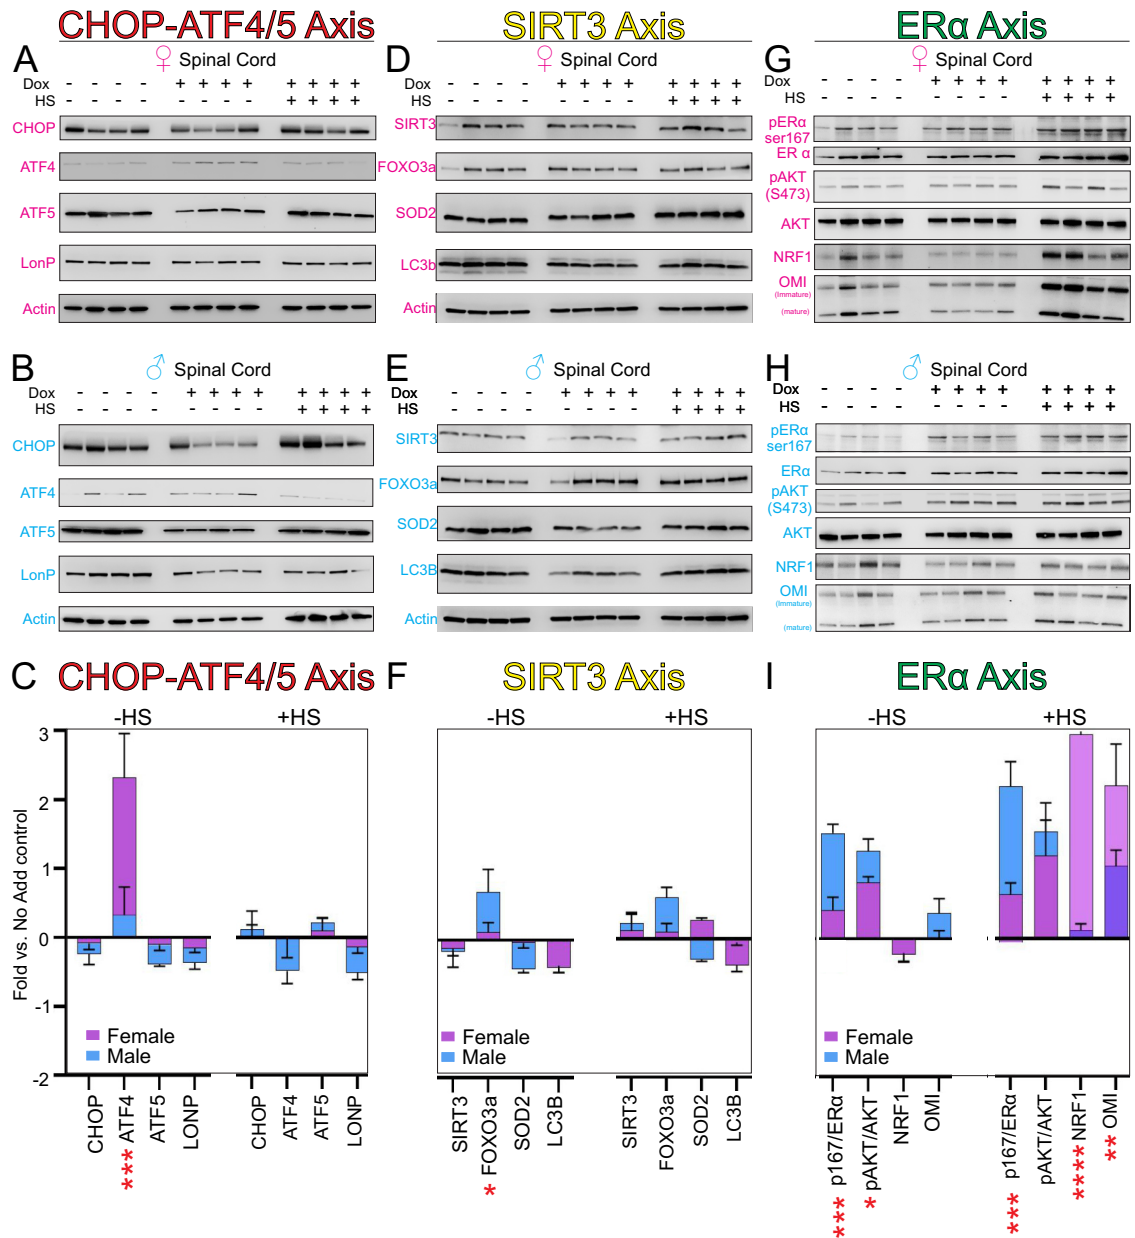 CHOP-ATF4/5 Axis
SIRT3 Axis
ERα Axis
A
♀ Spinal Cord
Dox - - - - + + + + + + + +
HS - - - - - - - - + + + +
CHOP
ATF4
ATF5
LonP
Actin
D
♀ Spinal Cord
Dox - - - - + + + + + + + +
HS - - - - - - - - + + + +
SIRT3
FOXO3a
SOD2
LC3b
Actin
G
♀ Spinal Cord
Dox - - - - + + + + + + + +
HS - - - - - - - - + + + +
pERα
ser167
ER α
pAKT
(S473)
AKT
NRF1
OMI
(Immature)
(mature)
B
♂ Spinal Cord
Dox - - - - + + + + + + + +
HS - - - - - - - - + + + +
CHOP
ATF4
ATF5
LonP
Actin
E
♂ Spinal Cord
Dox - - - - + + + + + + + +
HS - - - - - - - - + + + +
SIRT3
FOXO3a
SOD2
LC3B
Actin
H
♂ Spinal Cord
Dox - - - - + + + + + + + +
HS - - - - - - - - + + + +
pERα
ser167
ERα
pAKT
(S473)
AKT
NRF1
OMI
(Immature)
(mature)
C
CHOP-ATF4/5 Axis
-HS
+HS
Fold vs. No Add control
3
2
1
0
-1
-2
Female
Male
CHOP
*** ATF4
ATF5
LONP
CHOP
ATF4
ATF5
LONP
F
SIRT3 Axis
-HS
+HS
Female
Male
SIRT3
* FOXO3a
SOD2
LC3B
SIRT3
FOXO3a
SOD2
LC3B
I
ERα Axis
-HS
+HS
Female
Male
*** p167/ERα
* pAKT/AKT
NRF1
OMI
*** p167/ERα
pAKT/AKT
**** NRF1
** OMI